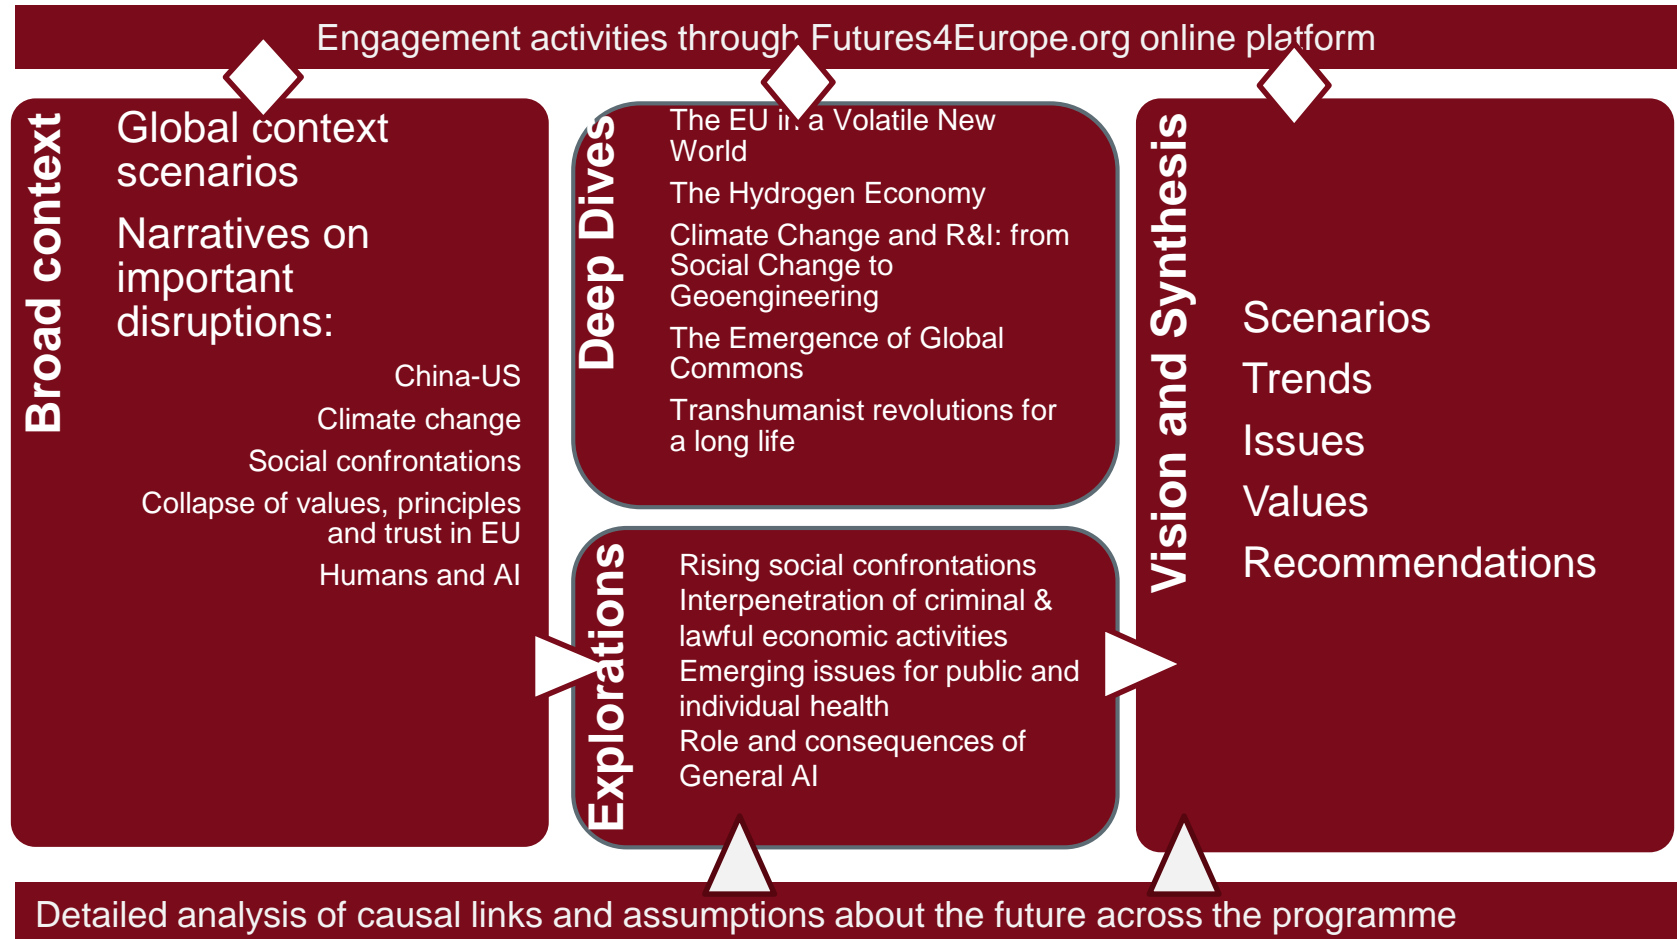 Engagement activities through Futures4Europe.org online platform
Broad context
Global context
scenarios
Narratives on
important
disruptions:
China-US
Climate change
Social confrontations
Collapse of values, principles
and trust in EU
Humans and AI
Deep Dives
The EU in a Volatile New
World
The Hydrogen Economy
Climate Change and R&I: from
Social Change to
Geoengineering
The Emergence of Global
Commons
Transhumanist revolutions for
a long life
Explorations
Rising social confrontations
Interpenetration of criminal &
lawful economic activities
Emerging issues for public and
individual health
Role and consequences of
General AI
Vision and Synthesis
Scenarios
Trends
Issues
Values
Recommendations
Detailed analysis of causal links and assumptions about the future across the programme